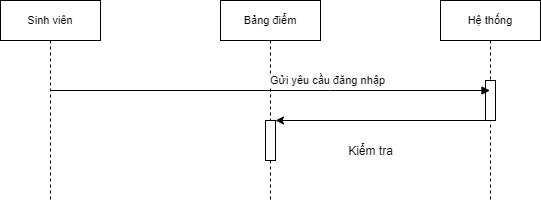 Sinh viên
Bảng điểm
Hệ thống
Gửi yêu cầu đăng nhập
Kiểm tra